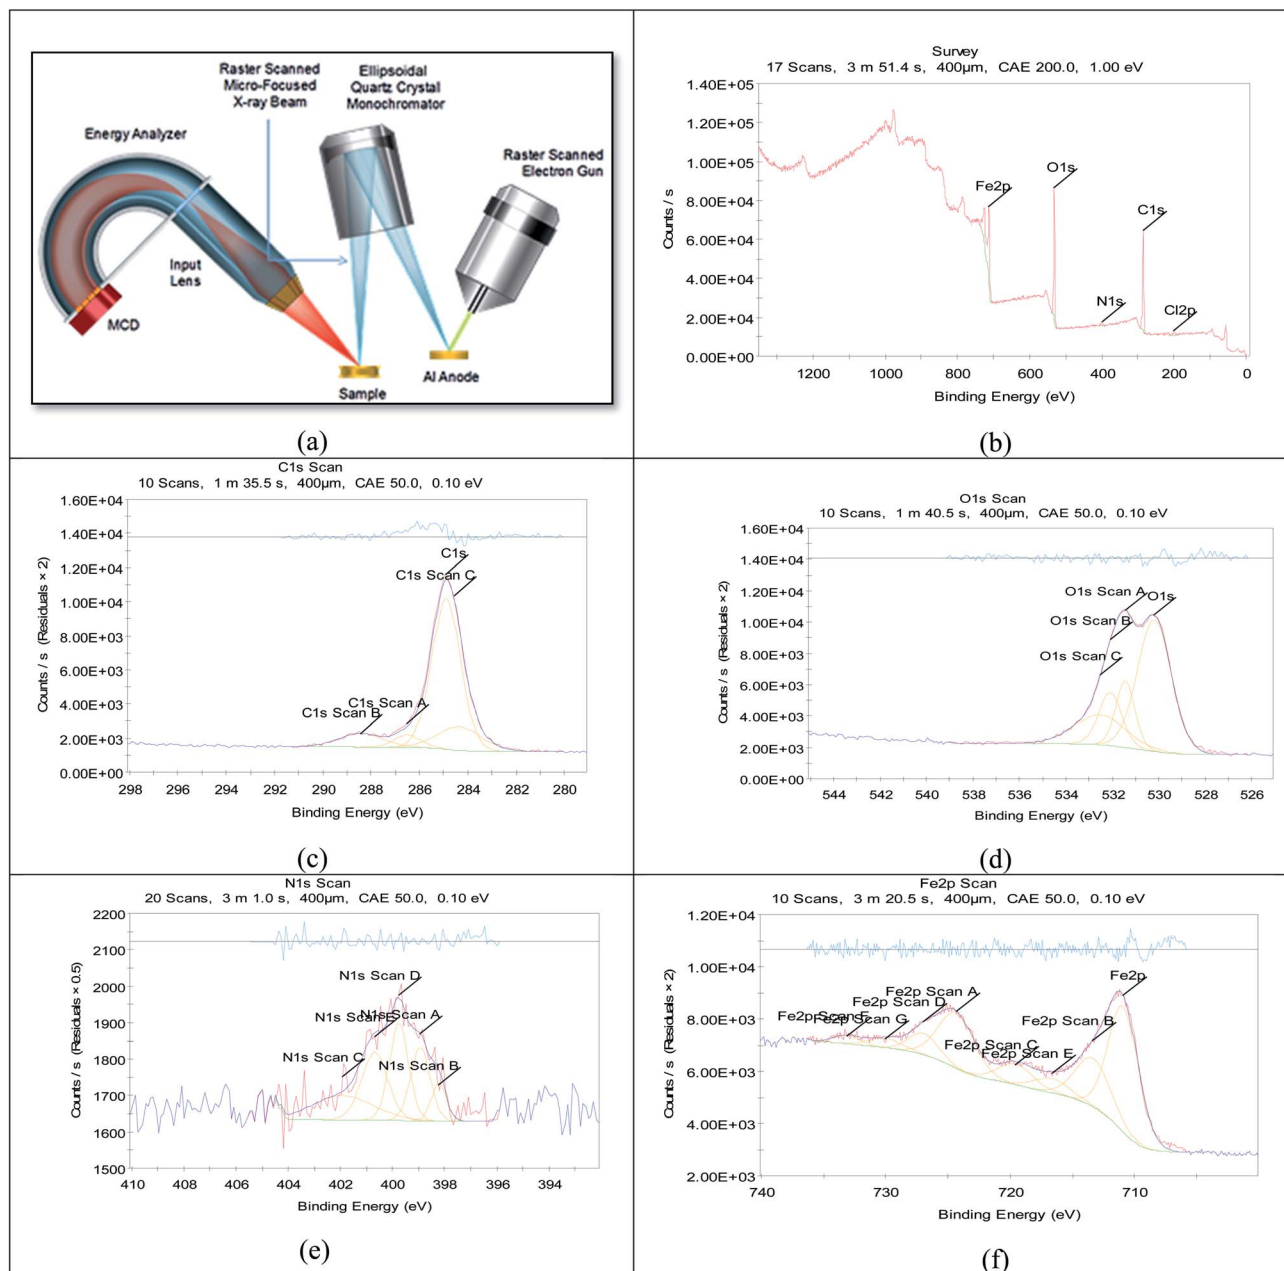 Raster Scanned
Micro-Focused
X-ray Beam
Ellipsoidal
Quartz Crystal
Monochromator
Energy Analyzer
Raster Scanned
Electron Gun
Input
Lens
MCD
Sample
Al Anode
(a)
Survey
17 Scans, 3 m 51.4 s, 400µm, CAE 200.0, 1.00 eV
1.40E+05
1.20E+05
1.00E+05
8.00E+04
6.00E+04
4.00E+04
2.00E+04
0.00E+00
Counts / s
Fe2p
O1s
C1s
N1s
Cl2p
1200 1000 800 600 400 200 0
Binding Energy (eV)
(b)
C1s Scan
10 Scans, 1 m 35.5 s, 400µm, CAE 50.0, 0.10 eV
1.60E+04
1.40E+04
1.20E+04
1.00E+04
8.00E+03
6.00E+03
4.00E+03
2.00E+03
0.00E+00
Counts / s (Residuals × 2)
C1s
C1s Scan C
C1s Scan A
C1s Scan B
298 296 294 292 290 288 286 284 282 280
Binding Energy (eV)
(c)
O1s Scan
10 Scans, 1 m 40.5 s, 400µm, CAE 50.0, 0.10 eV
1.60E+04
1.40E+04
1.20E+04
1.00E+04
8.00E+03
6.00E+03
4.00E+03
2.00E+03
0.00E+00
Counts / s (Residuals × 2)
O1s Scan A
O1s
O1s Scan B
O1s Scan C
544 542 540 538 536 534 532 530 528 526
Binding Energy (eV)
(d)
N1s Scan
20 Scans, 3 m 1.0 s, 400µm, CAE 50.0, 0.10 eV
2200
2100
2000
1900
1800
1700
1600
1500
Counts / s (Residuals × 0.5)
N1s Scan D
N1s Scan A
N1s Scan E
N1s Scan C
N1s Scan B
410 408 406 404 402 400 398 396 394
Binding Energy (eV)
(e)
Fe2p Scan
10 Scans, 3 m 20.5 s, 400µm, CAE 50.0, 0.10 eV
1.20E+04
1.00E+04
8.00E+03
6.00E+03
4.00E+03
2.00E+03
Counts / s (Residuals × 2)
Fe2p
Fe2p Scan A
Fe2p Scan D
Fe2p Scan G
Fe2p Scan B
Fe2p Scan C
Fe2p Scan E
740 730 720 710
Binding Energy (eV)
(f)